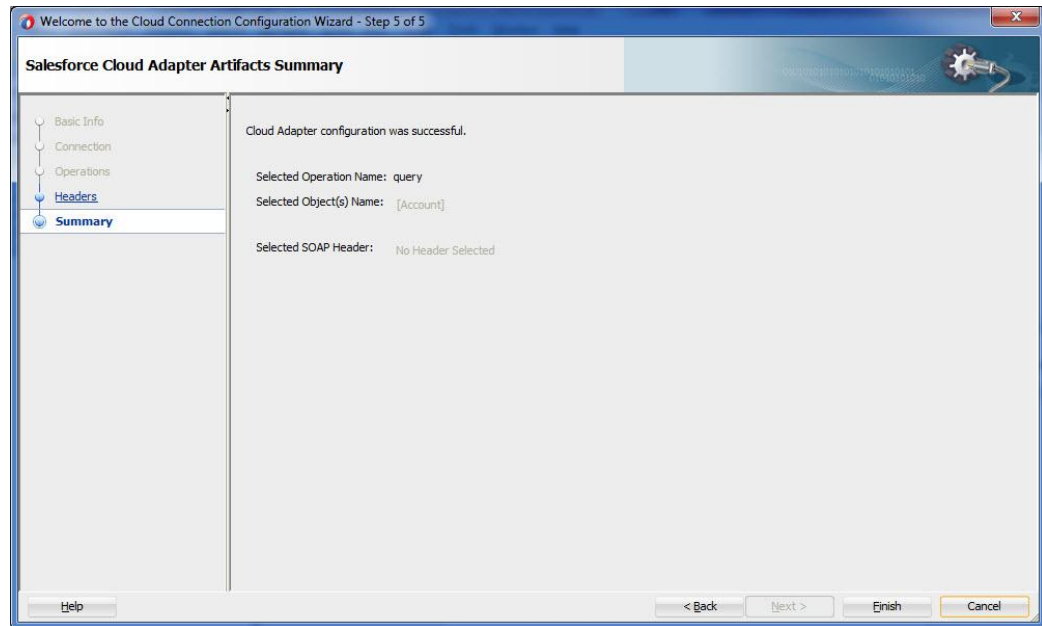 Welcome to the Cloud Connection Configuration Wizard - Step 5 of 5
x
Salesforce Cloud Adapter Artifacts Summary
Basic Info
Connection
Operations
Headers
Summary
Cloud Adapter configuration was successful.
Selected Operation Name: query
Selected Object(s) Name: [Account]
Selected SOAP Header: No Header Selected
Help
< Back
Next >
Finish
Cancel